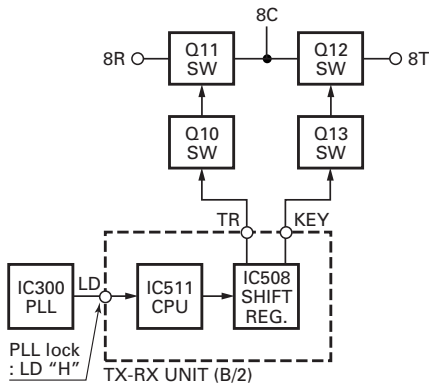 8C
8R
Q11
SW
Q12
SW
8T
Q10
SW
Q13
SW
TR
KEY
IC300
PLL
LD
IC511
CPU
IC508
SHIFT
REG.
PLL lock
: LD “H”
TX-RX UNIT (B/2)